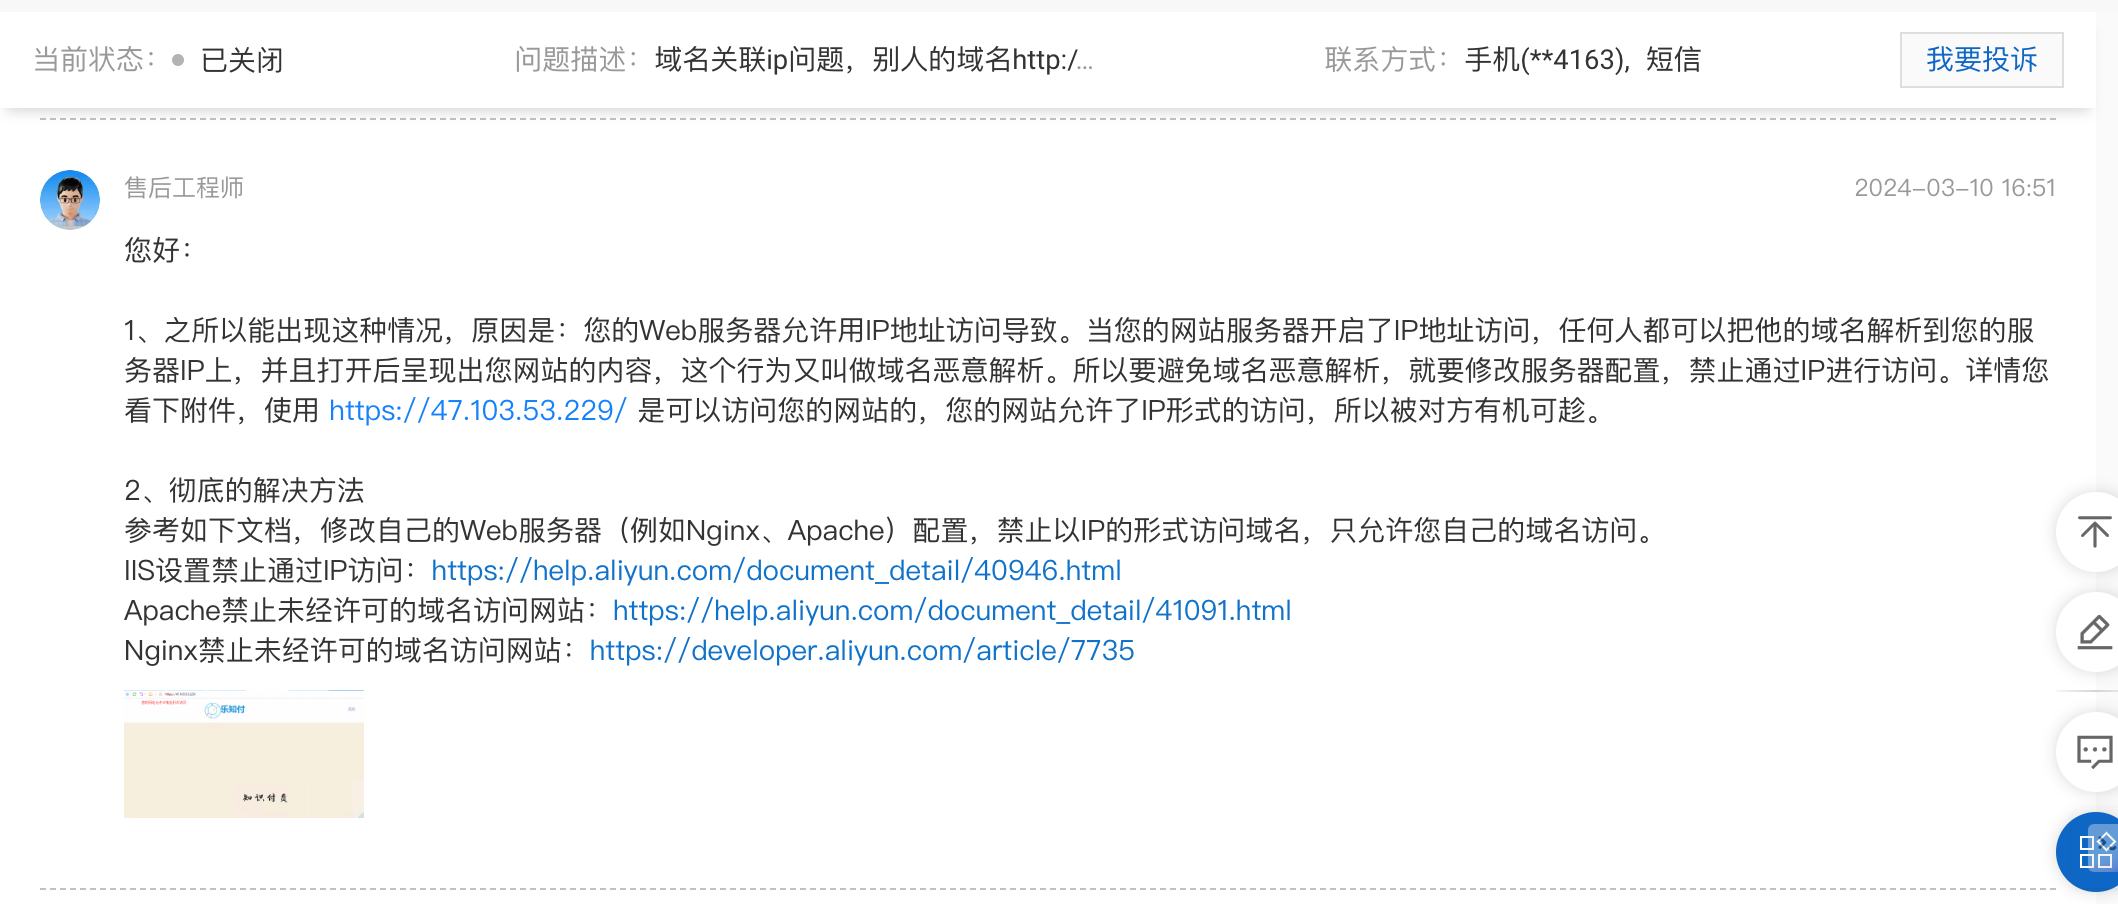 当前状态： 已关闭 问题描述： 域名关联ip问题，别人的域名http:/... 联系方式： 手机(**4163)，短信 我要投诉
售后工程师 2024-03-10 16:51
您好：
1、之所以能出现这种情况，原因是：您的Web服务器允许用IP地址访问导致。当您的网站服务器开启了IP地址访问，任何人都可以把他的域名解析到您的服
务器IP上，并且打开后呈现出您网站的内容，这个行为又叫做域名恶意解析。所以要避免域名恶意解析，就要修改服务器配置，禁止通过IP进行访问。详情您
看下附件，使用 https://47.103.53.229/ 是可以访问您的网站的，您的网站允许了IP形式的访问，所以被对方有机可趁。
2、彻底的解决方法
参考如下文档，修改自己的Web服务器（例如Nginx、Apache）配置，禁止以IP的形式访问域名，只允许您自己的域名访问。
IIS设置禁止通过IP访问：https://help.aliyun.com/document_detail/40946.html
Apache禁止未经许可的域名访问网站：https://help.aliyun.com/document_detail/41091.html
Nginx禁止未经许可的域名访问网站：https://developer.aliyun.com/article/7735
乐知付
知识付费